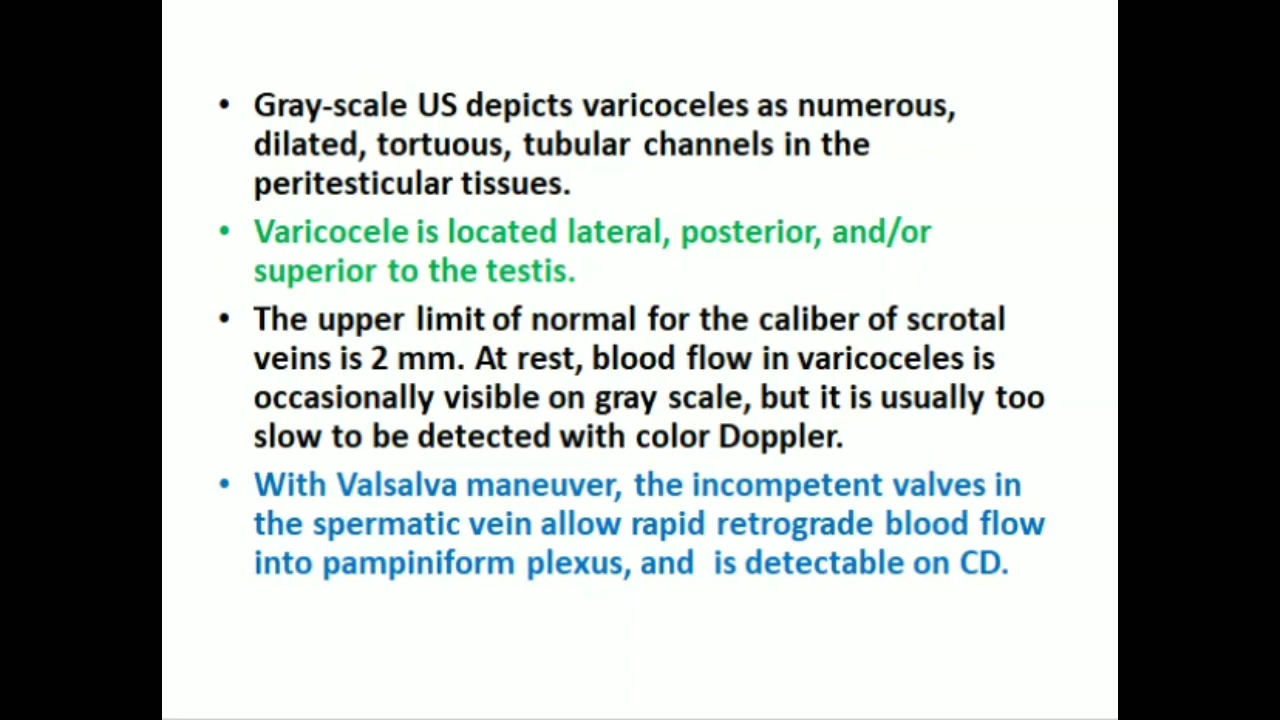 • Gray-scale US depicts varicoceles as numerous,
dilated, tortuous, tubular channels in the
peritesticular tissues.
• Varicocele is located lateral, posterior, and/or
superior to the testis.
• The upper limit of normal for the caliber of scrotal
veins is 2 mm. At rest, blood flow in varicoceles is
occasionally visible on gray scale, but it is usually too
slow to be detected with color Doppler.
• With Valsalva maneuver, the incompetent valves in
the spermatic vein allow rapid retrograde blood flow
into pampiniform plexus, and is detectable on CD.